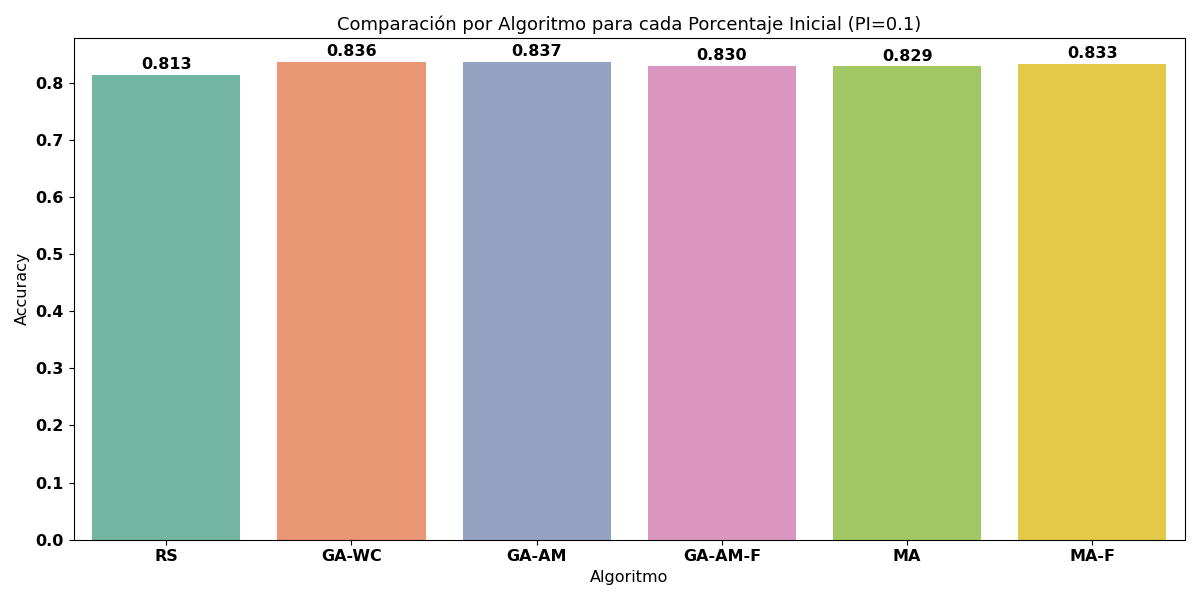 Comparación por Algoritmo para cada Porcentaje Inicial (PI=0.1)
0.813
0.836
0.837
0.830
0.829
0.833
0.8
0.7
0.6
0.5
0.4
0.3
0.2
0.1
0.0
Accuracy
RS
GA-WC
GA-AM
GA-AM-F
MA
MA-F
Algoritmo